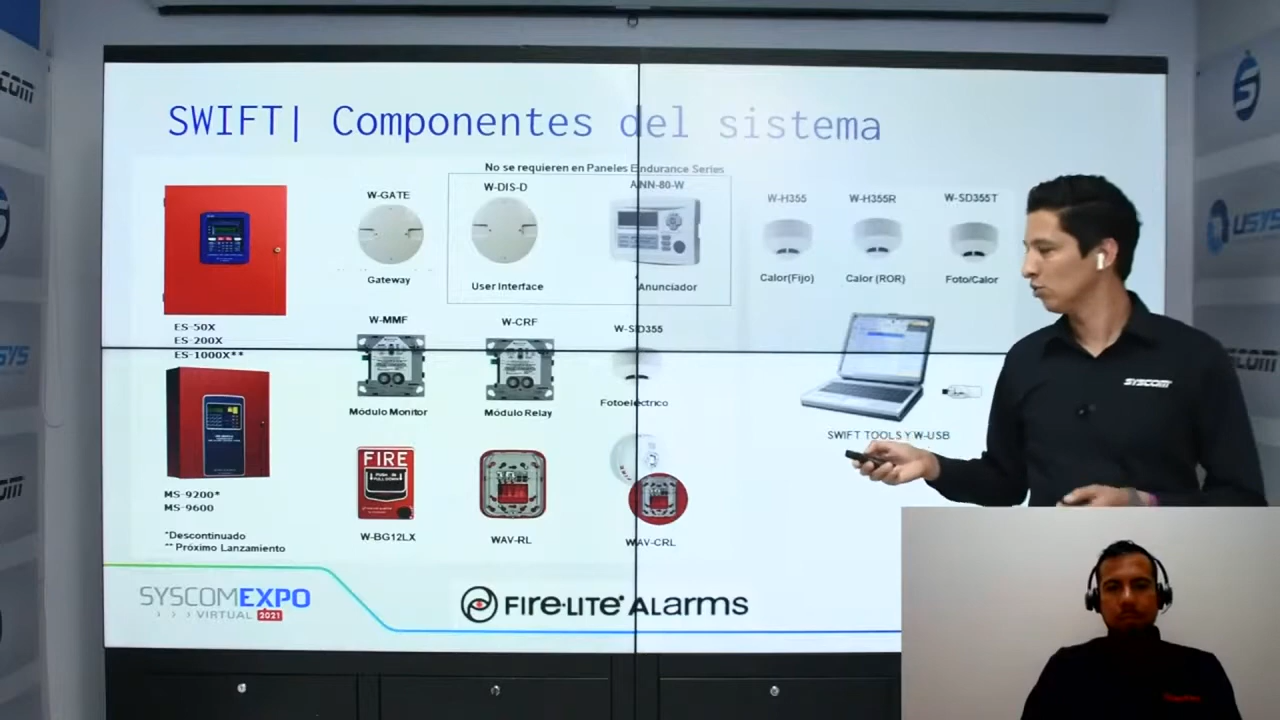 SWIFT| Componentes del sistema
No se requieren en Paneles Endurance Series
W-GATE
W-DIS-D
ANN-80-W
W-H355
W-H355R
W-SD355T
Gateway
User Interface
Anunciador
Calor(Fijo)
Calor (ROR)
Foto/Calor
ES-50X
ES-200X
ES-1000X**
W-MMF
W-CRF
W-SD355
Módulo Monitor
Módulo Relay
Fotoeléctrico
SWIFT TOOLS Y W-USB
MS-9200*
MS-9600
FIRE
W-BG12LX
WAV-RL
WAV-CRL
*Descontinuado
** Próximo Lanzamiento
SYSCOMEXPO
> > > VIRTUAL 2021
FIRE-LITE ALARMS
SYSCOM
USYS